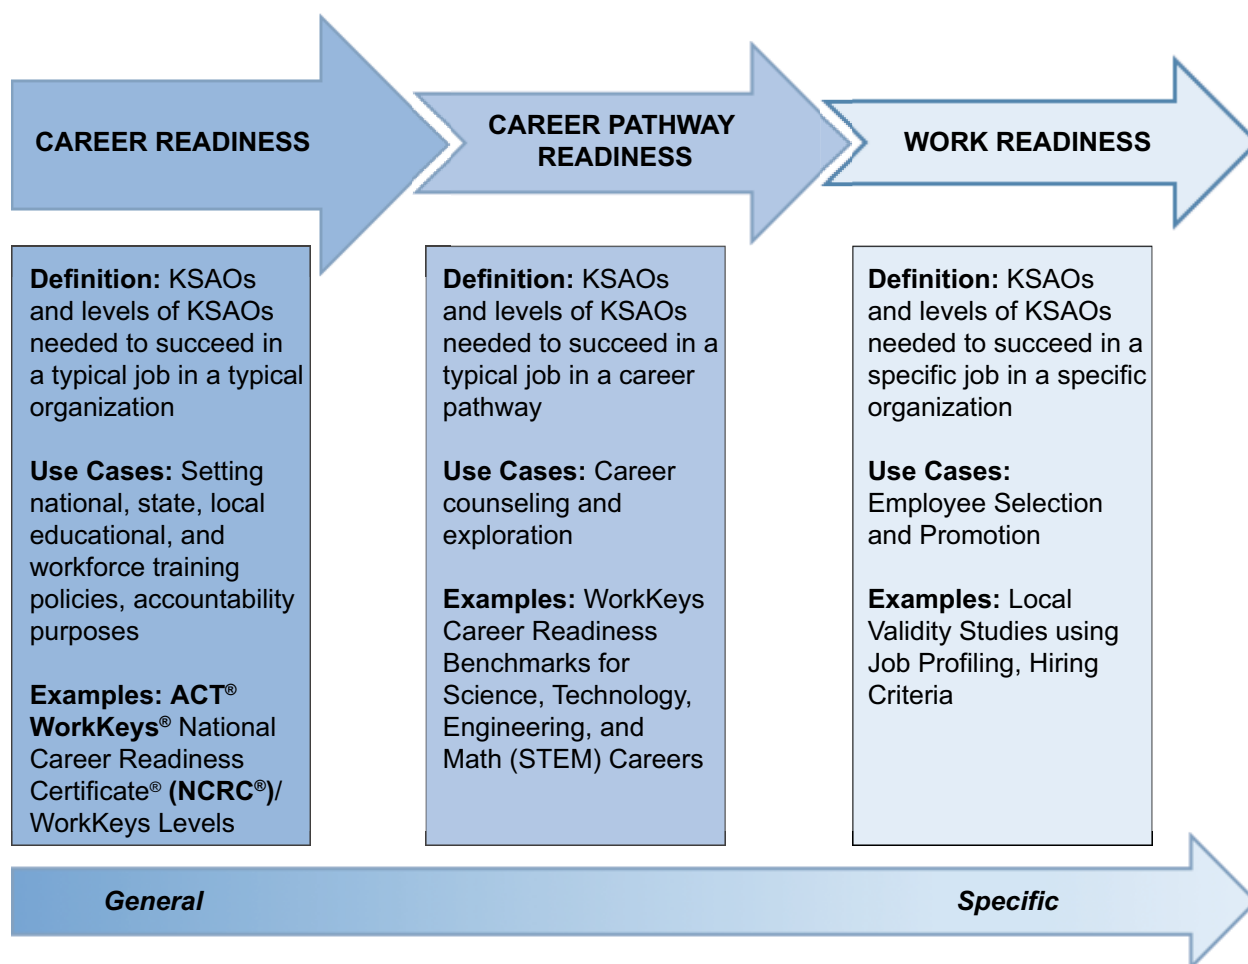 CAREER READINESS
CAREER PATHWAY
READINESS
WORK READINESS
Definition: KSAOs
and levels of KSAOs
needed to succeed in
a typical job in a typical
organization
Use Cases: Setting
national, state, local
educational, and
workforce training
policies, accountability
purposes
Examples: ACT®
WorkKeys® National
Career Readiness
Certificate® (NCRC®)/
WorkKeys Levels
Definition: KSAOs
and levels of KSAOs
needed to succeed in a
typical job in a career
pathway
Use Cases: Career
counseling and
exploration
Examples: WorkKeys
Career Readiness
Benchmarks for
Science, Technology,
Engineering, and
Math (STEM) Careers
Definition: KSAOs
and levels of KSAOs
needed to succeed in a
specific job in a specific
organization
Use Cases:
Employee Selection
and Promotion
Examples: Local
Validity Studies using
Job Profiling, Hiring
Criteria
General
Specific